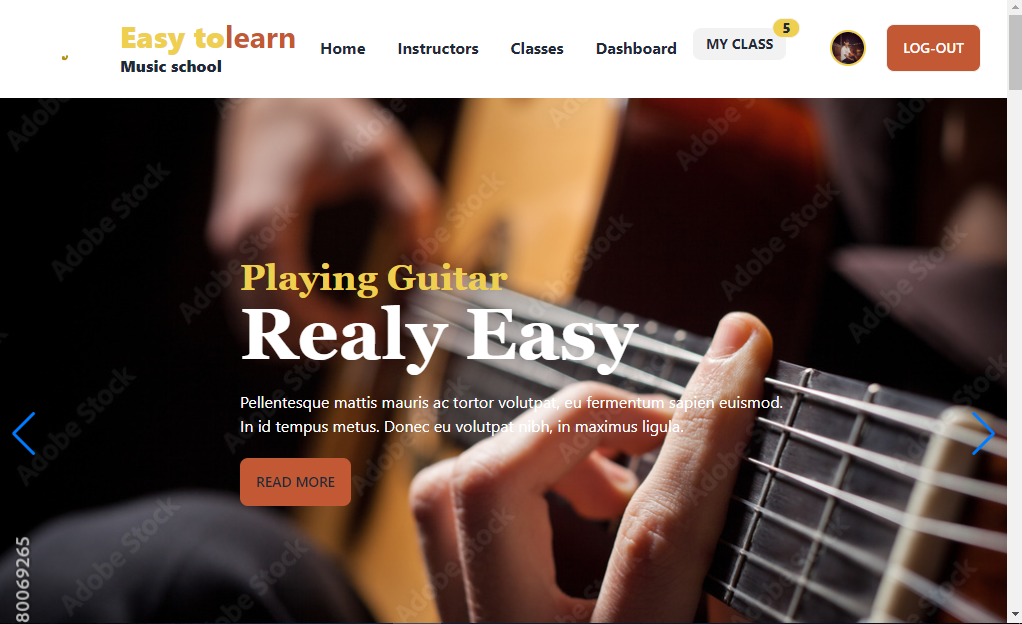 Easy tolearn
Music school
Home Instructors Classes Dashboard MY CLASS 5 LOG-OUT
Playing Guitar
Realy Easy
Pellentesque mattis mauris ac tortor volutpat, eu fermentum sapien euismod.
In id tempus metus. Donec eu volutpat nibh, in maximus ligula.
READ MORE
Adobe Stock
80069265